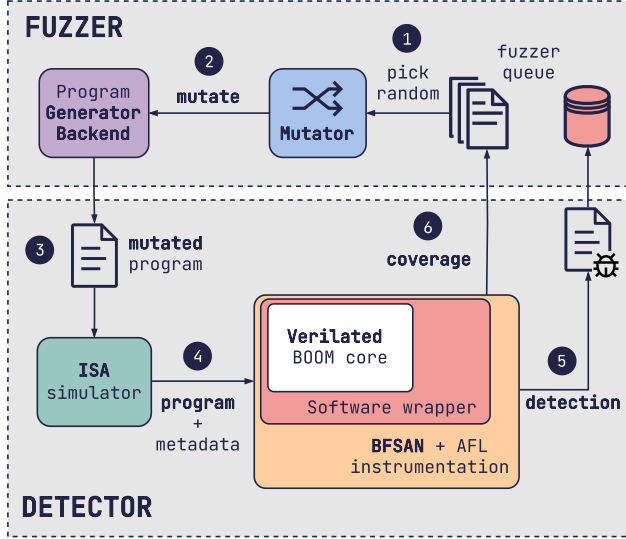 FUZZER
1
pick
random
fuzzer
queue
2
mutate
Program
Generator
Backend
Mutator
3
mutated
program
6
coverage
ISA
simulator
4
program
+
metadata
Verilated
BOOM core
Software wrapper
BFSAN + AFL
instrumentation
5
detection
DETECTOR